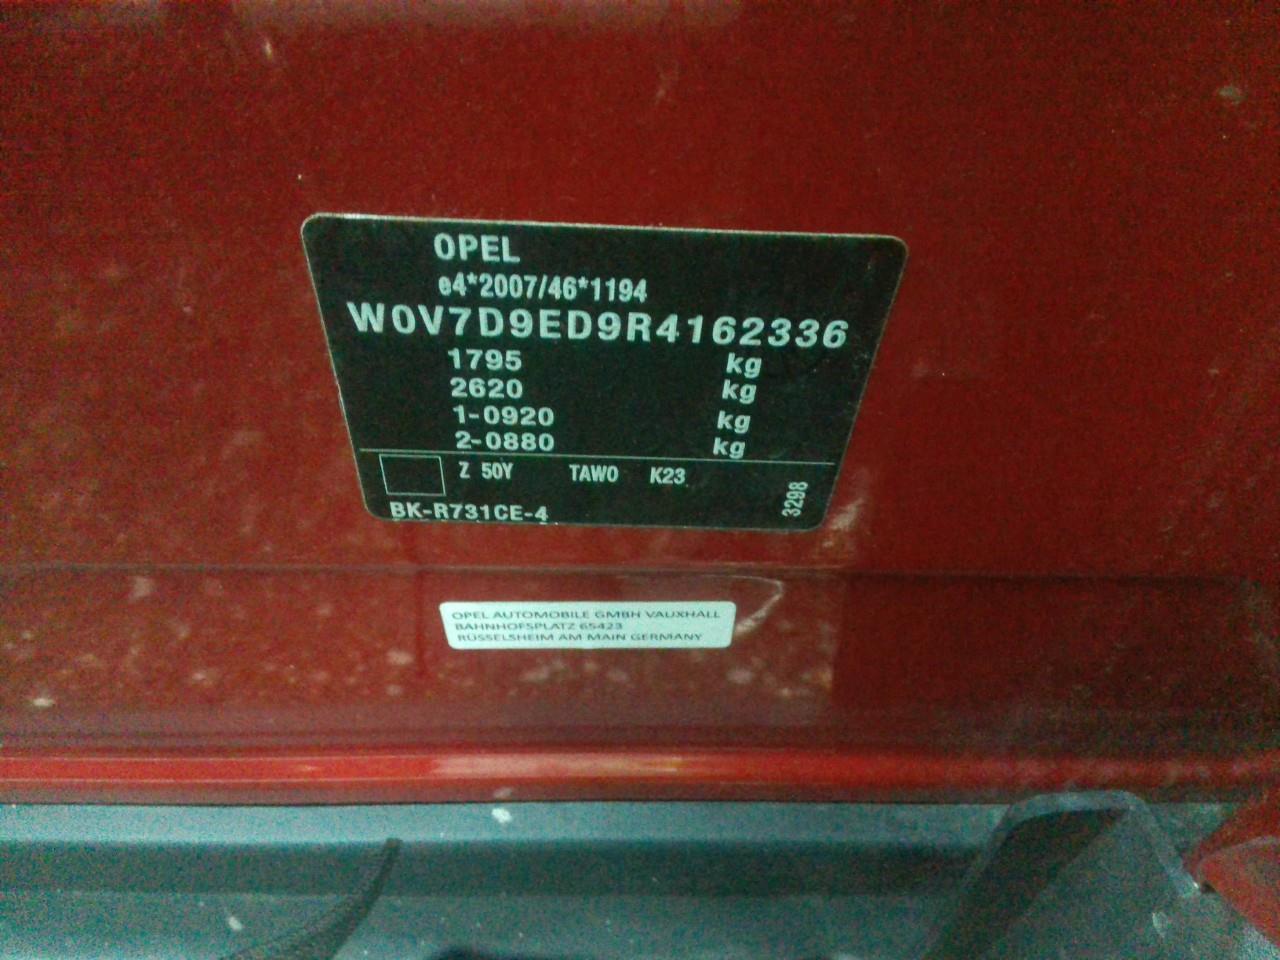 OPEL
e4*2007/46*1194
W0V7D9ED9R4162336
1795 kg
2620 kg
1-0920 kg
2-0880 kg
Z 50Y TAWO K23
3298
BK-R731CE-4
OPEL AUTOMOBILE GMBH VAUXHALL
BAHNHOFSPLATZ 65423
RÜSSELSHEIM AM MAIN GERMANY